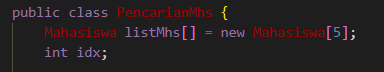 public class PencarianMhs {
    Mahasiswa listMhs[] = new Mahasiswa[5];
    int idx;